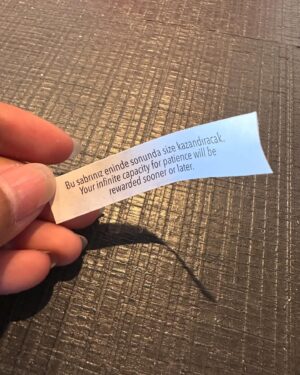 Bu sabrınız eninde sonunda size kazandıracak.
Your infinite capacity for patience will be
rewarded sooner or later.